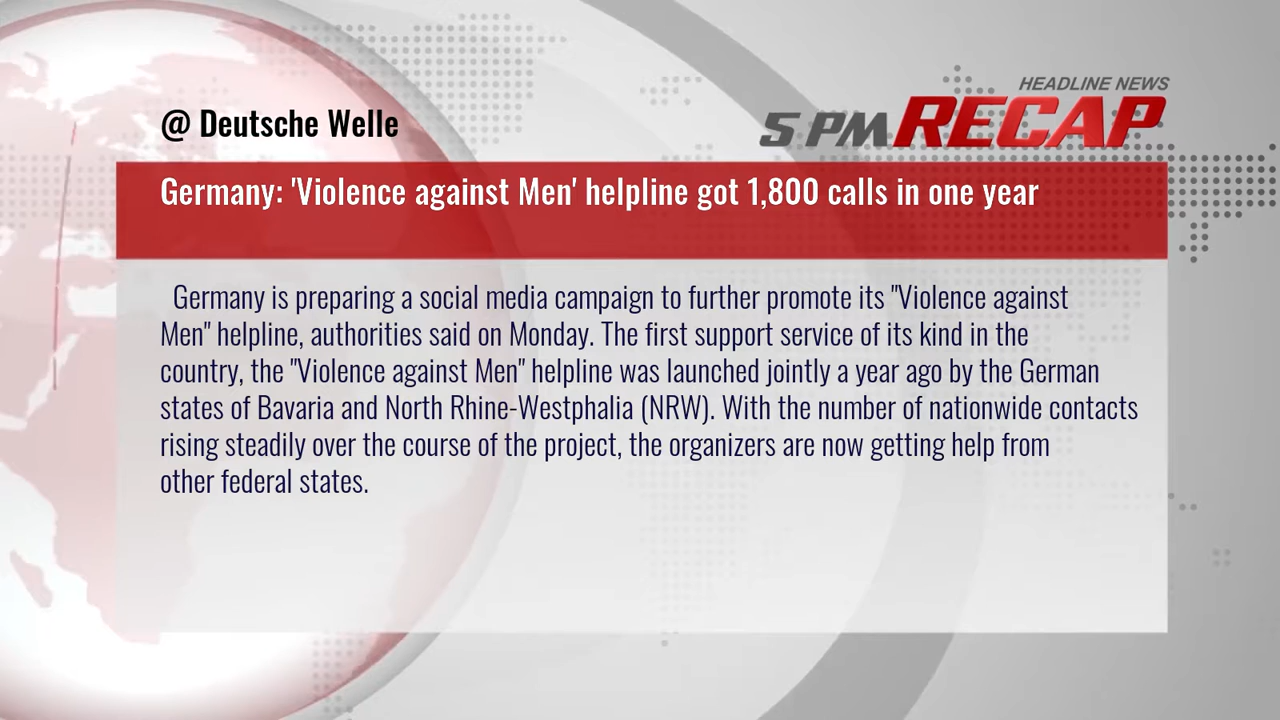 HEADLINE NEWS
@ Deutsche Welle
5 PM RECAP
Germany: 'Violence against Men' helpline got 1,800 calls in one year
Germany is preparing a social media campaign to further promote its "Violence against
Men" helpline, authorities said on Monday. The first support service of its kind in the
country, the "Violence against Men" helpline was launched jointly a year ago by the German
states of Bavaria and North Rhine-Westphalia (NRW). With the number of nationwide contacts
rising steadily over the course of the project, the organizers are now getting help from
other federal states.